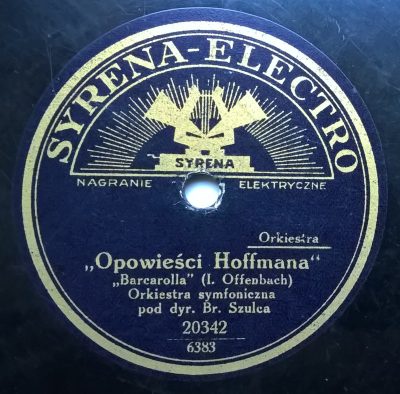 SYRENA-ELECTRO
SYRENA
NAGRANIE ELEKTRYCZNE
Orkiestra
„Opowieści Hoffmana“
„Barcarolla” (I. Offenbach)
Orkiestra symfoniczna
pod dyr. Br. Szulca
20342
6383